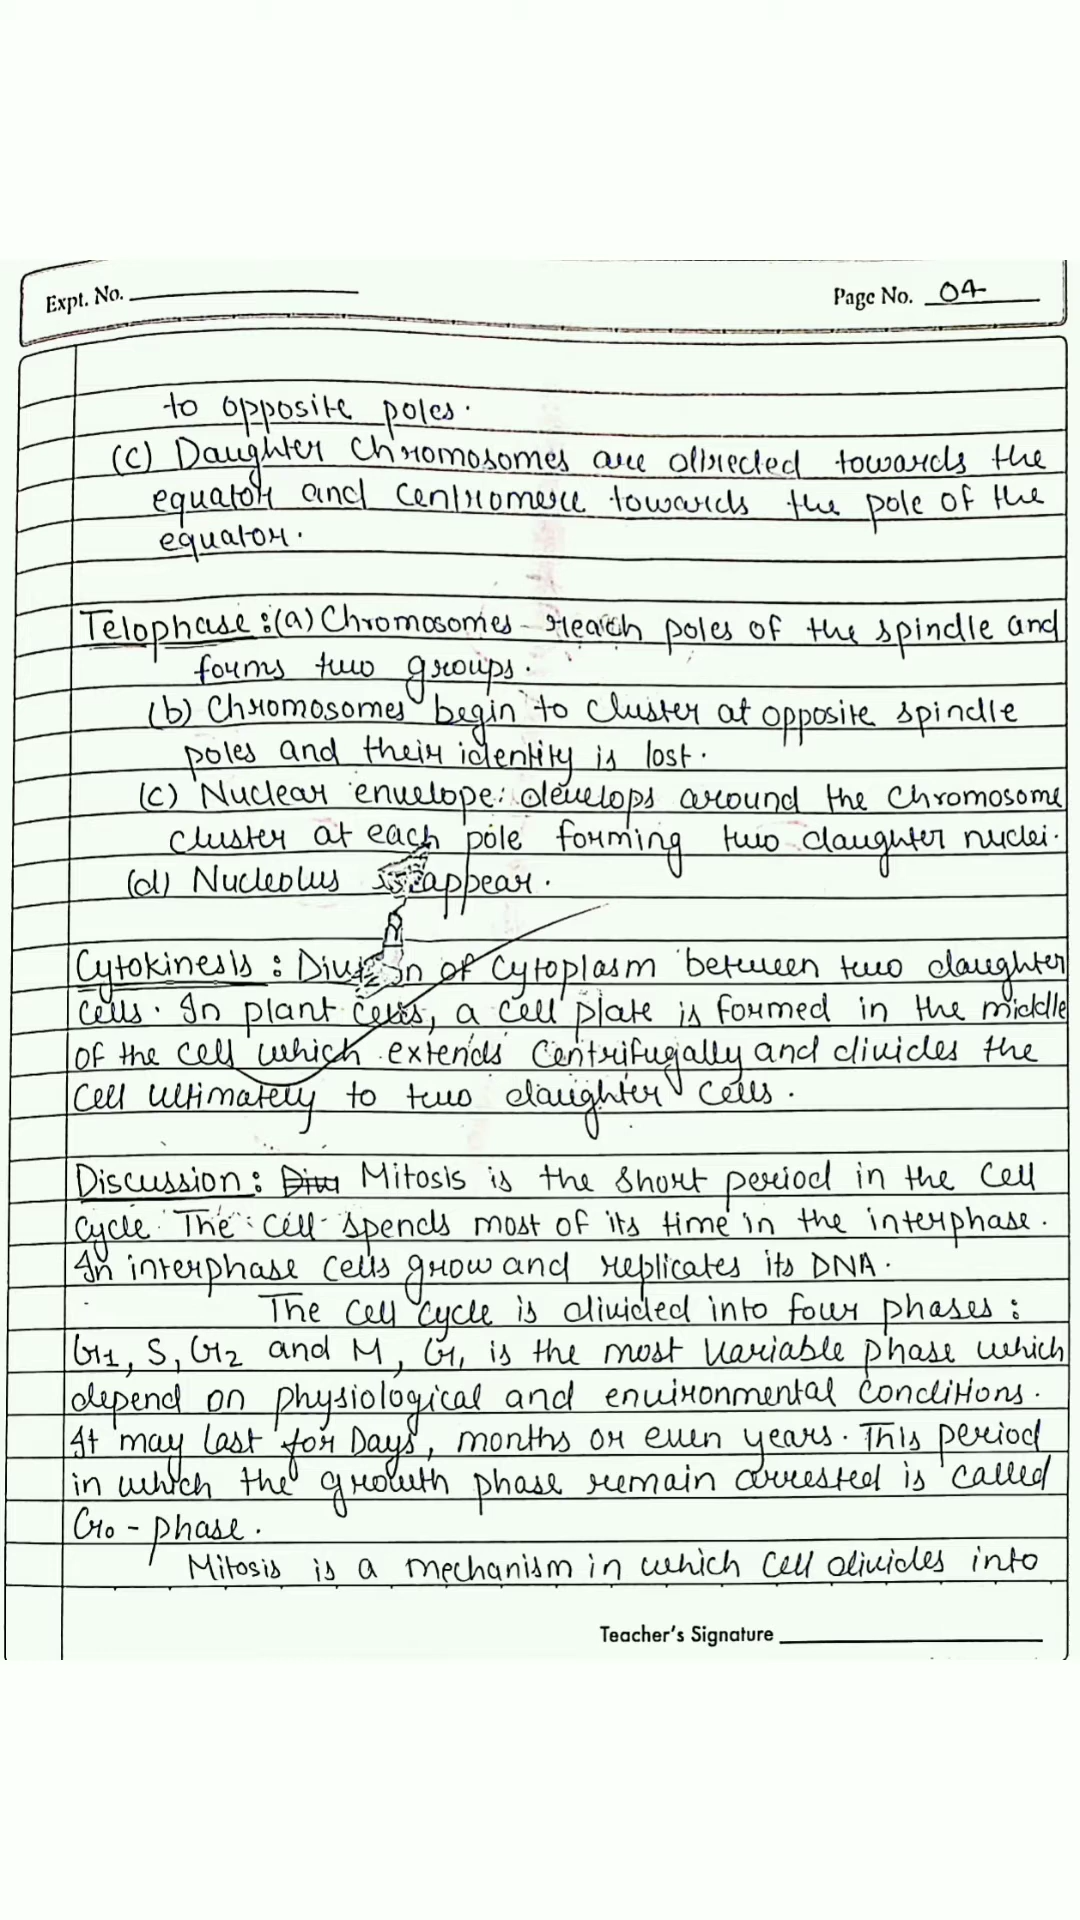 Expt. No.
Page No. 04
to opposite poles.
(c) Daughter Chromosomes are directed towards the
equator and centromere towards the pole of the
equator.
Telophase :(a) Chromosomes reach poles of the spindle and
forms two groups.
(b) Chromosomes begin to cluster at opposite spindle
poles and their identity is lost.
(c) Nuclear envelope develops around the chromosome
cluster at each pole forming two daughter nuclei.
(d) Nucleolus appear.
Cytokinesis : Division of cytoplasm between two daughter
cells. In plant cells, a cell plate is formed in the middle
of the cell which extends centrifugally and divides the
cell ultimately to two daughter cells.
Discussion : Mitosis is the short period in the cell
cycle. The cell spends most of its time in the interphase.
In interphase cells grow and replicates its DNA.
The cell cycle is divided into four phases :
G1, S, G2 and M, G1 is the most variable phase which
depend on physiological and environmental conditions.
It may last for Days, months or even years. This period
in which the growth phase remain arrested is called
G0 - phase.
Mitosis is a mechanism in which cell divides into
Teacher's Signature